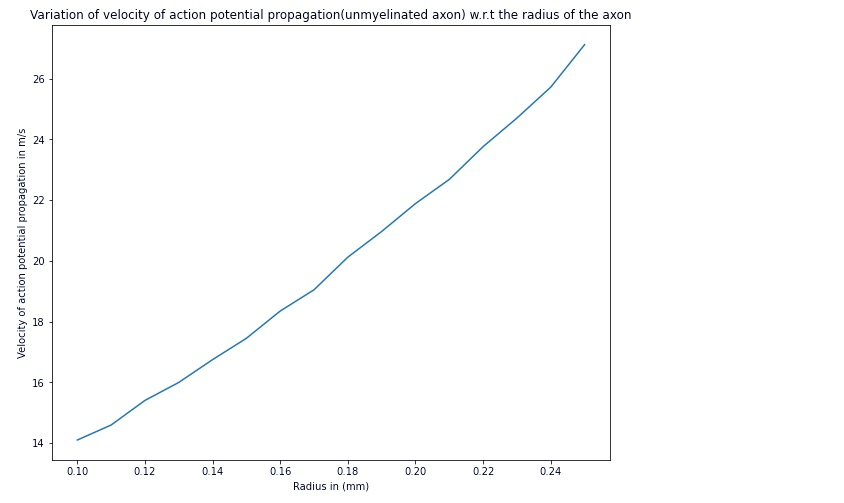 Variation of velocity of action potential propagation(unmyelinated axon) w.r.t the radius of the axon
Velocity of action potential propagation in m/s
26
24
22
20
18
16
14
0.10 0.12 0.14 0.16 0.18 0.20 0.22 0.24
Radius in (mm)